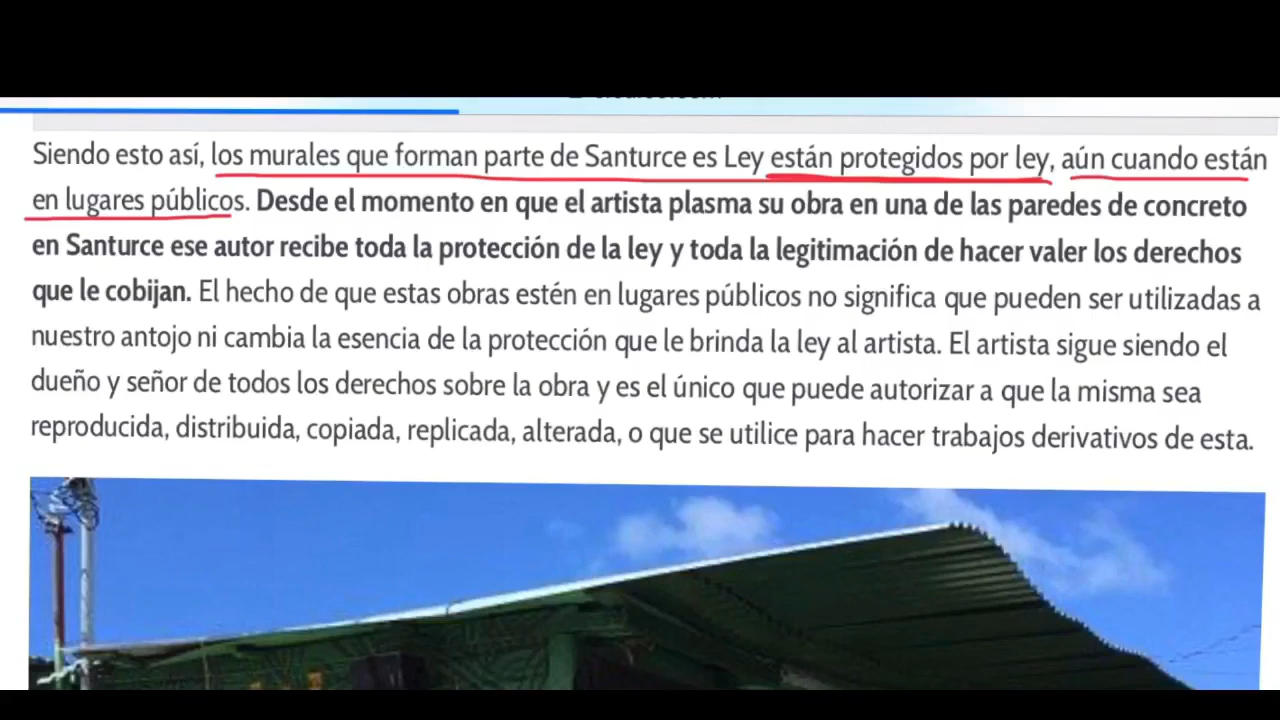 Siendo esto así, los murales que forman parte de Santurce es Ley están protegidos por ley, aún cuando están
en lugares públicos. Desde el momento en que el artista plasma su obra en una de las paredes de concreto
en Santurce ese autor recibe toda la protección de la ley y toda la legitimación de hacer valer los derechos
que le cobijan. El hecho de que estas obras estén en lugares públicos no significa que pueden ser utilizadas a
nuestro antojo ni cambia la esencia de la protección que le brinda la ley al artista. El artista sigue siendo el
dueño y señor de todos los derechos sobre la obra y es el único que puede autorizar a que la misma sea
reproducida, distribuida, copiada, replicada, alterada, o que se utilice para hacer trabajos derivativos de esta.